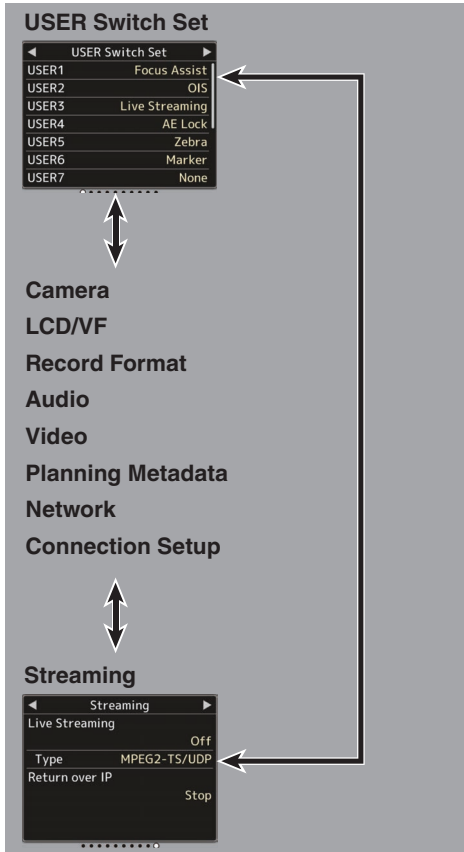 USER Switch Set
◀ USER Switch Set ▶
USER1 Focus Assist
USER2 OIS
USER3 Live Streaming
USER4 AE Lock
USER5 Zebra
USER6 Marker
USER7 None
Camera
LCD/VF
Record Format
Audio
Video
Planning Metadata
Network
Connection Setup
Streaming
◀ Streaming ▶
Live Streaming
Off
Type MPEG2-TS/UDP
Return over IP
Stop